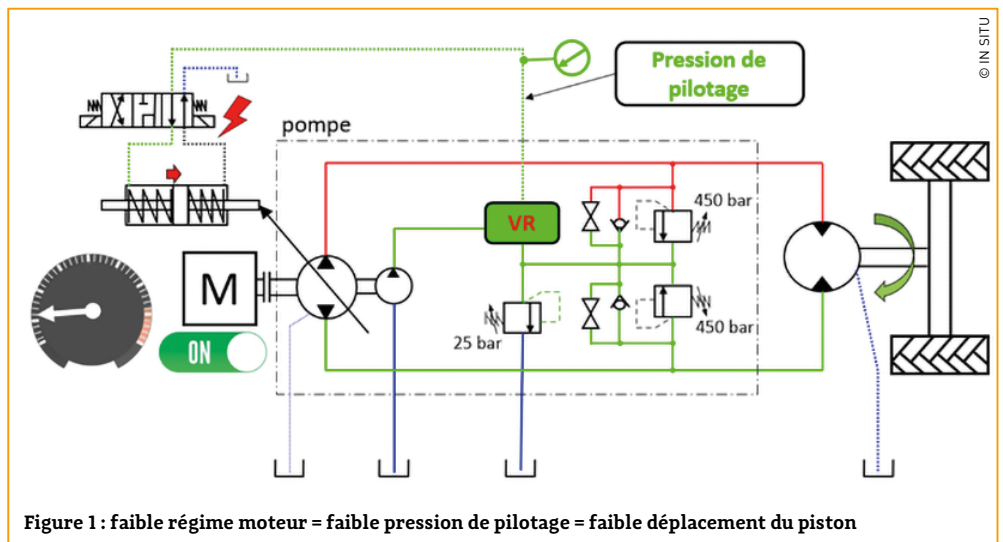 © IN SITU
Pression de
pilotage
pompe
450 bar
VR
M
25 bar
450 bar
ON
Figure 1 : faible régime moteur = faible pression de pilotage = faible déplacement du piston